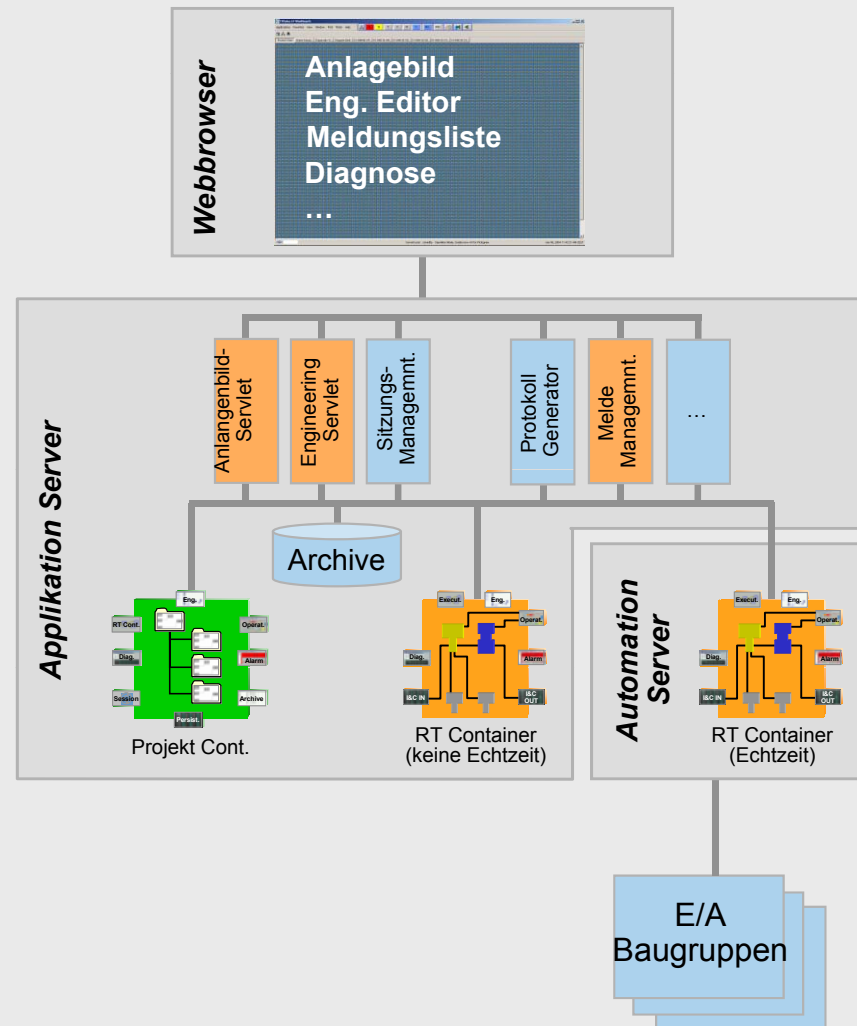 Webbrowser
Anlagebild
Eng. Editor
Meldungsliste
Diagnose
…
Applikation Server
Anlangenbild-
Servlet
Engineering
Servlet
Sitzungs-
Managemnt.
Protokoll
Generator
Melde
Managemnt.
…
Archive
Eng.
RT Cont.
Operat.
Diag.
Alarm
Session
Archive
Persist.
Projekt Cont.
Execut.
Eng.
Operat.
Diag.
Alarm
I&C IN
I&C
OUT
RT Container
(keine Echtzeit)
Automation
Server
Execut.
Eng.
Operat.
Diag.
Alarm
I&C IN
I&C
OUT
RT Container
(Echtzeit)
E/A
Baugruppen